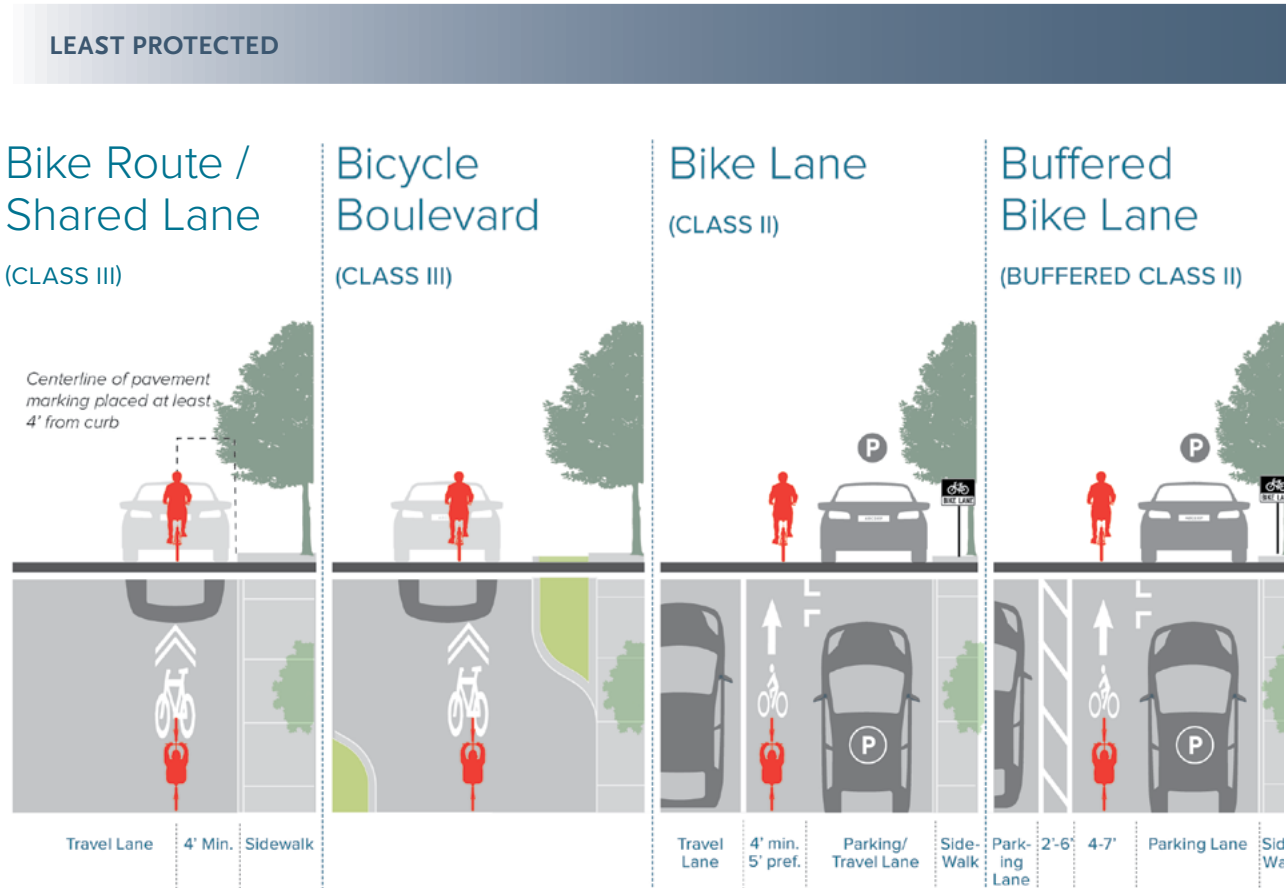 LEAST PROTECTED
Bike Route /
Shared Lane
(CLASS III)
Centerline of pavement
marking placed at least
4' from curb
Travel Lane
4' Min.
Sidewalk
Bicycle
Boulevard
(CLASS III)
Bike Lane
(CLASS II)
P
BIKE LANE
P
Travel
Lane
4' min.
5' pref.
Parking/
Travel Lane
Side-
Walk
Buffered
Bike Lane
(BUFFERED CLASS II)
P
P
Park-
ing
Lane
2'-6'
4-7'
Parking Lane